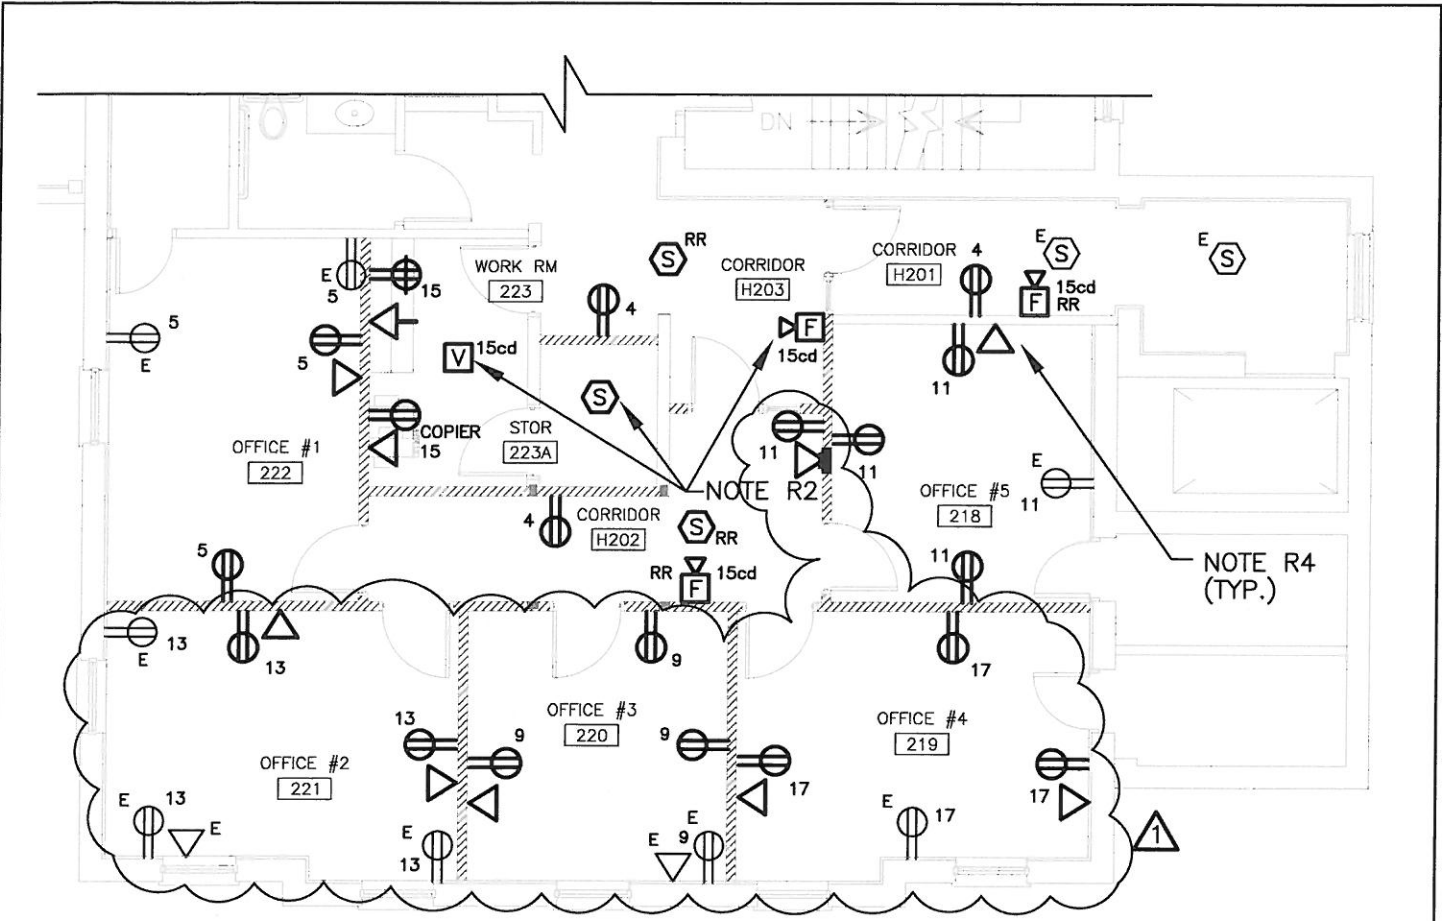 DN
E
S
RR
WORK RM
223
CORRIDOR
H203
CORRIDOR
H201
4
E
S
E
S
E
5
15
4
15cd
F
RR
5
E
5
V
15cd
F
15cd
11
S
COPIER
15
STOR
223A
OFFICE #1
222
11
11
NOTE R2
OFFICE #5
218
E
11
4
CORRIDOR
H202
S
RR
5
RR
F
15cd
11
NOTE R4
(TYP.)
13
E
13
9
17
OFFICE #3
220
OFFICE #4
219
13
9
9
OFFICE #2
221
17
17
E
13
E
E
13
E
E
9
E
17
1